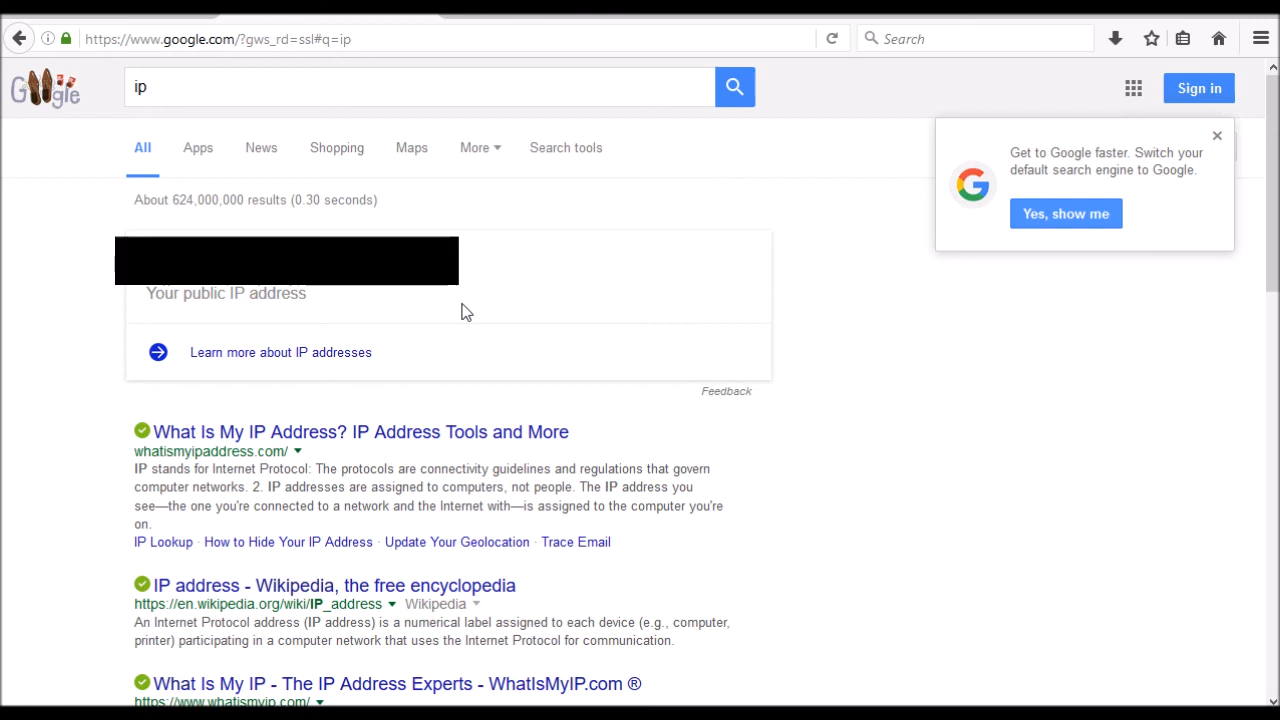 https://www.google.com/?gws_rd=ssl#q=ip
Search
Google
ip
Sign in
All Apps News Shopping Maps More Search tools
Get to Google faster. Switch your
default search engine to Google.
Yes, show me
About 624,000,000 results (0.30 seconds)
Your public IP address
Learn more about IP addresses
Feedback
What Is My IP Address? IP Address Tools and More
whatismyipaddress.com/
IP stands for Internet Protocol: The protocols are connectivity guidelines and regulations that govern
computer networks. 2. IP addresses are assigned to computers, not people. The IP address you
see—the one you're connected to a network and the Internet with—is assigned to the computer you're
on.
IP Lookup · How to Hide Your IP Address · Update Your Geolocation · Trace Email
IP address - Wikipedia, the free encyclopedia
https://en.wikipedia.org/wiki/IP_address Wikipedia
An Internet Protocol address (IP address) is a numerical label assigned to each device (e.g., computer,
printer) participating in a computer network that uses the Internet Protocol for communication.
What Is My IP - The IP Address Experts - WhatIsMyIP.com ®
https://www.whatismyip.com/